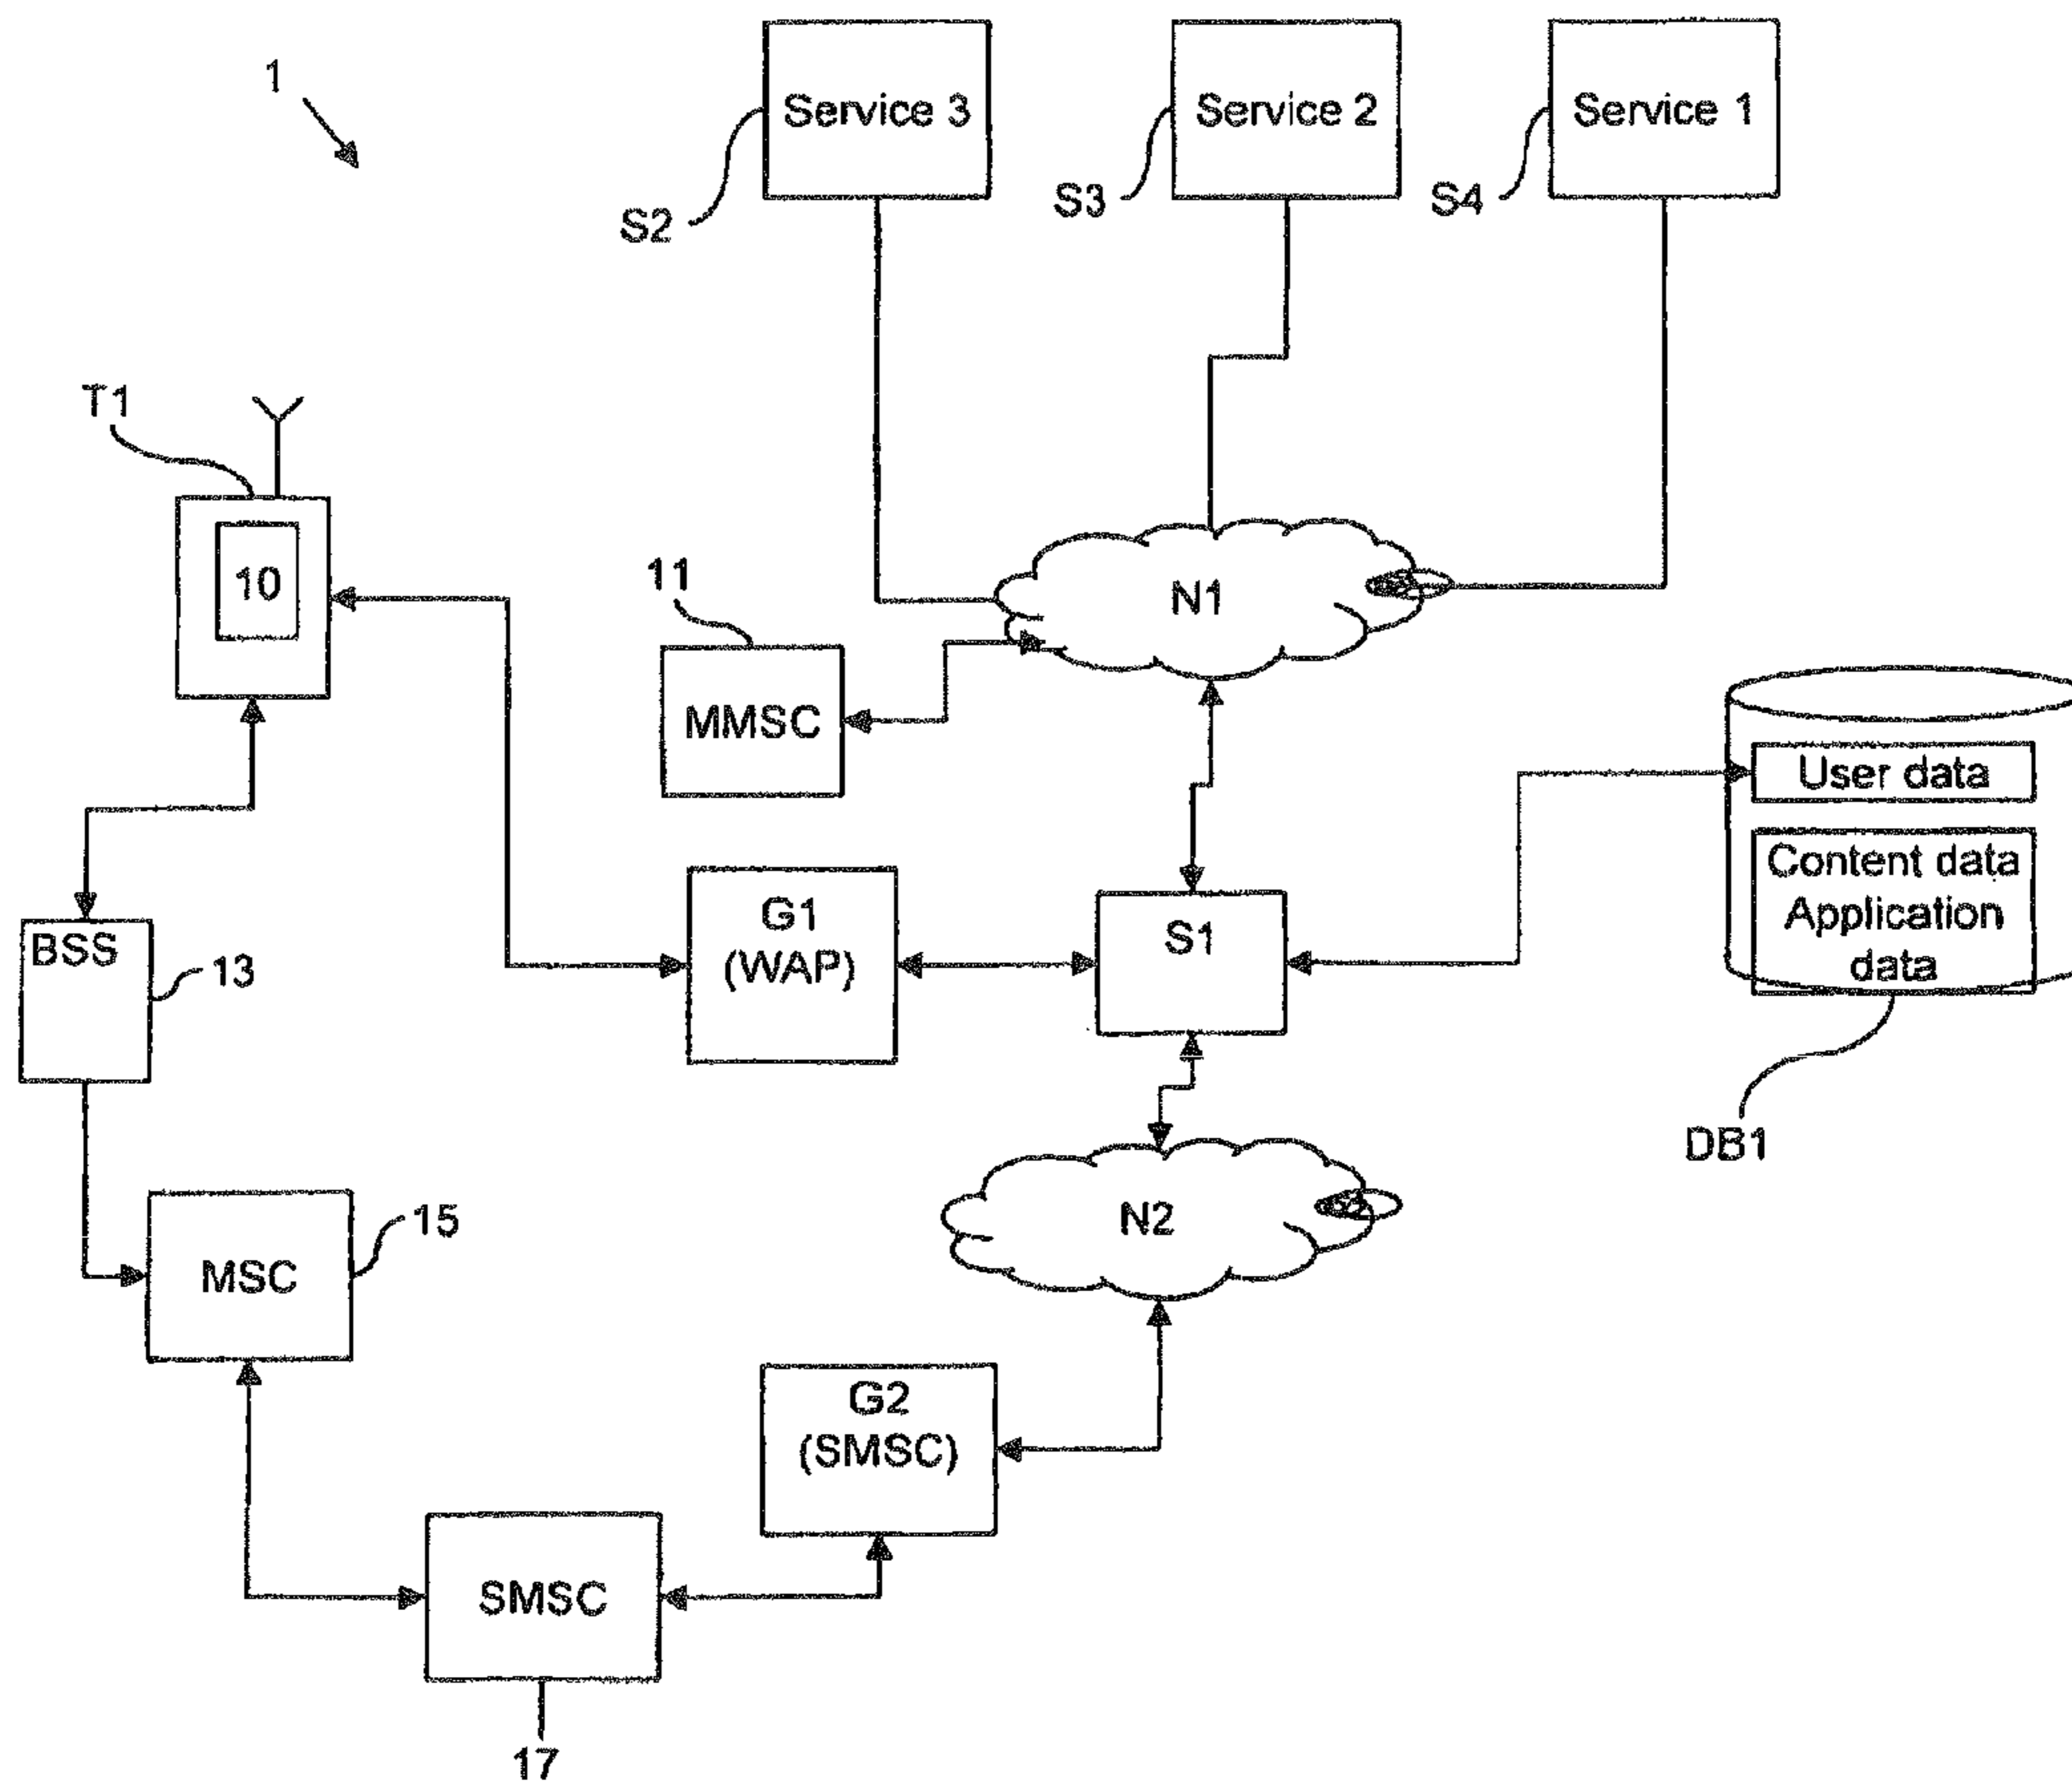 1
Service 3
Service 2
Service 1
S2
S3
S4
T1
10
11
N1
MMSC
User data
Content data
Application
data
G1
(WAP)
S1
BSS
13
DB1
MSC
15
N2
G2
(SMSC)
SMSC
17